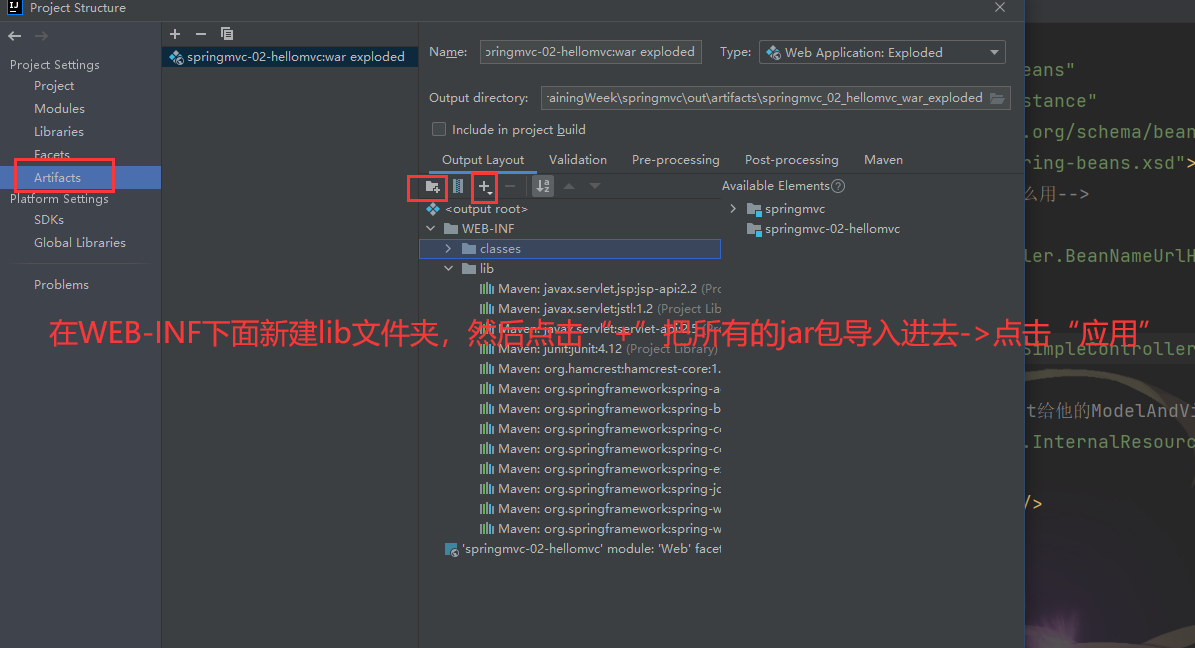 Project Structure
Project Settings
Project
Modules
Libraries
Facets
Artifacts
Platform Settings
SDKs
Global Libraries
Problems
springmvc-02-hellomvc:war exploded
Name: springmvc-02-hellomvc:war exploded Type: Web Application: Exploded
Output directory: rainingWeek\springmvc\out\artifacts\springmvc_02_hellomvc_war_exploded
Include in project build
Output Layout Validation Pre-processing Post-processing Maven
Available Elements
<output root>
WEB-INF
classes
lib
Maven: javax.servlet.jsp:jsp-api:2.2 (Pro
Maven: javax.servlet:jstl:1.2 (Project Lib
Maven: javax.servlet:servlet-api:2.5 (Pro
Maven: junit:junit:4.12 (Project Library)
Maven: org.hamcrest:hamcrest-core:1.
Maven: org.springframework:spring-a
Maven: org.springframework:spring-b
Maven: org.springframework:spring-c
Maven: org.springframework:spring-c
Maven: org.springframework:spring-e
Maven: org.springframework:spring-jc
Maven: org.springframework:spring-w
Maven: org.springframework:spring-w
'springmvc-02-hellomvc' module: 'Web' facet
springmvc
springmvc-02-hellomvc
在WEB-INF下面新建lib文件夹，然后点击“+”把所有的jar包导入进去->点击“应用”
eans"
stance"
.org/schema/bean
ring-beans.xsd">
么用-->
ler.BeanNameUrlH
SimpleController
t给他的ModelAndVi
.InternalResourc
/>